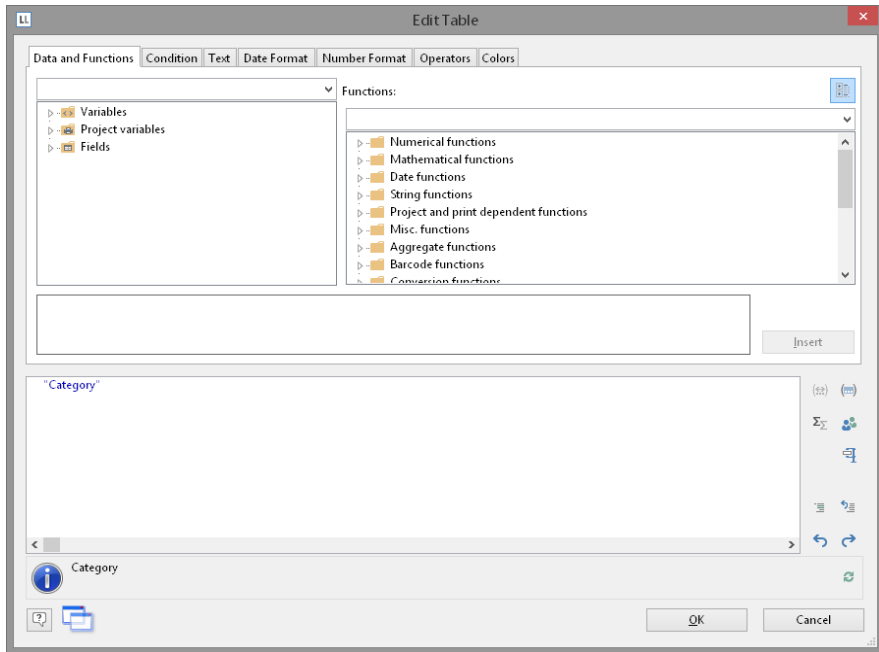 LL
Edit Table
Data and Functions Condition Text Date Format Number Format Operators Colors
Functions:
Variables
Project variables
Fields
Numerical functions
Mathematical functions
Date functions
String functions
Project and print dependent functions
Misc. functions
Aggregate functions
Barcode functions
Conversion functions
Insert
"Category"
Category
OK Cancel